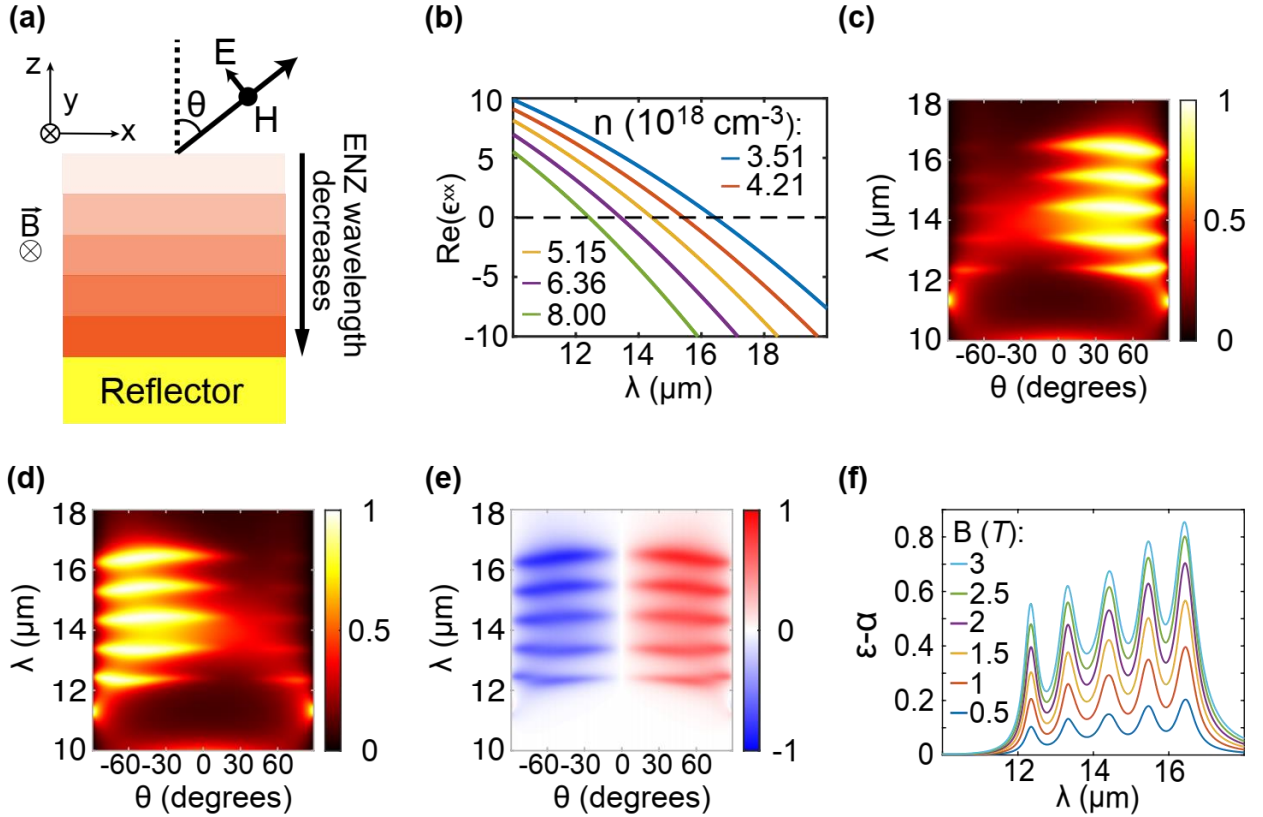 (a)
z
y
x
E
θ
H
B
ENZ wavelength
decreases
Reflector
(b)
Re(ϵxx)
10
5
0
-5
-10
n (10^18 cm^-3):
3.51
4.21
5.15
6.36
8.00
12 14 16 18
λ (μm)
(c)
λ (μm)
18
16
14
12
10
-60 -30 0 30 60
θ (degrees)
1
0.5
0
(d)
λ (μm)
18
16
14
12
10
-60 -30 0 30 60
θ (degrees)
1
0.5
0
(e)
λ (μm)
18
16
14
12
10
-60 -30 0 30 60
θ (degrees)
1
0
-1
(f)
ε-α
0.8
0.6
0.4
0.2
0
B (T):
3
2.5
2
1.5
1
0.5
12 14 16
λ (μm)